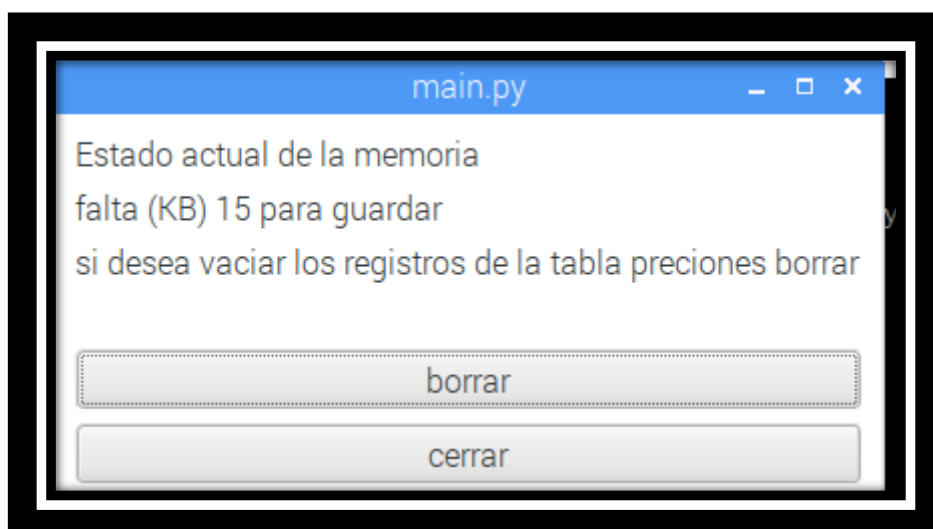 main.py
Estado actual de la memoria
falta (KB) 15 para guardar
si desea vaciar los registros de la tabla preciones borrar
borrar
cerrar